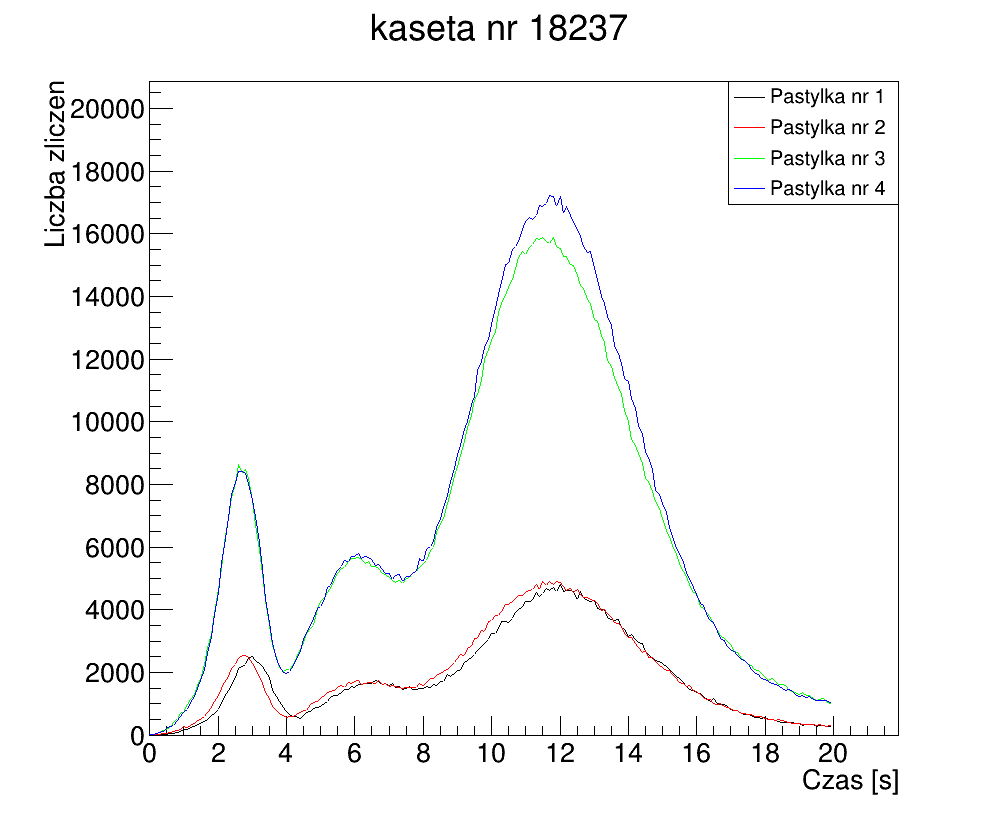 kaseta nr 18237
Liczba zliczen
20000
18000
16000
14000
12000
10000
8000
6000
4000
2000
0
Pastylka nr 1
Pastylka nr 2
Pastylka nr 3
Pastylka nr 4
0 2 4 6 8 10 12 14 16 18 20
Czas [s]